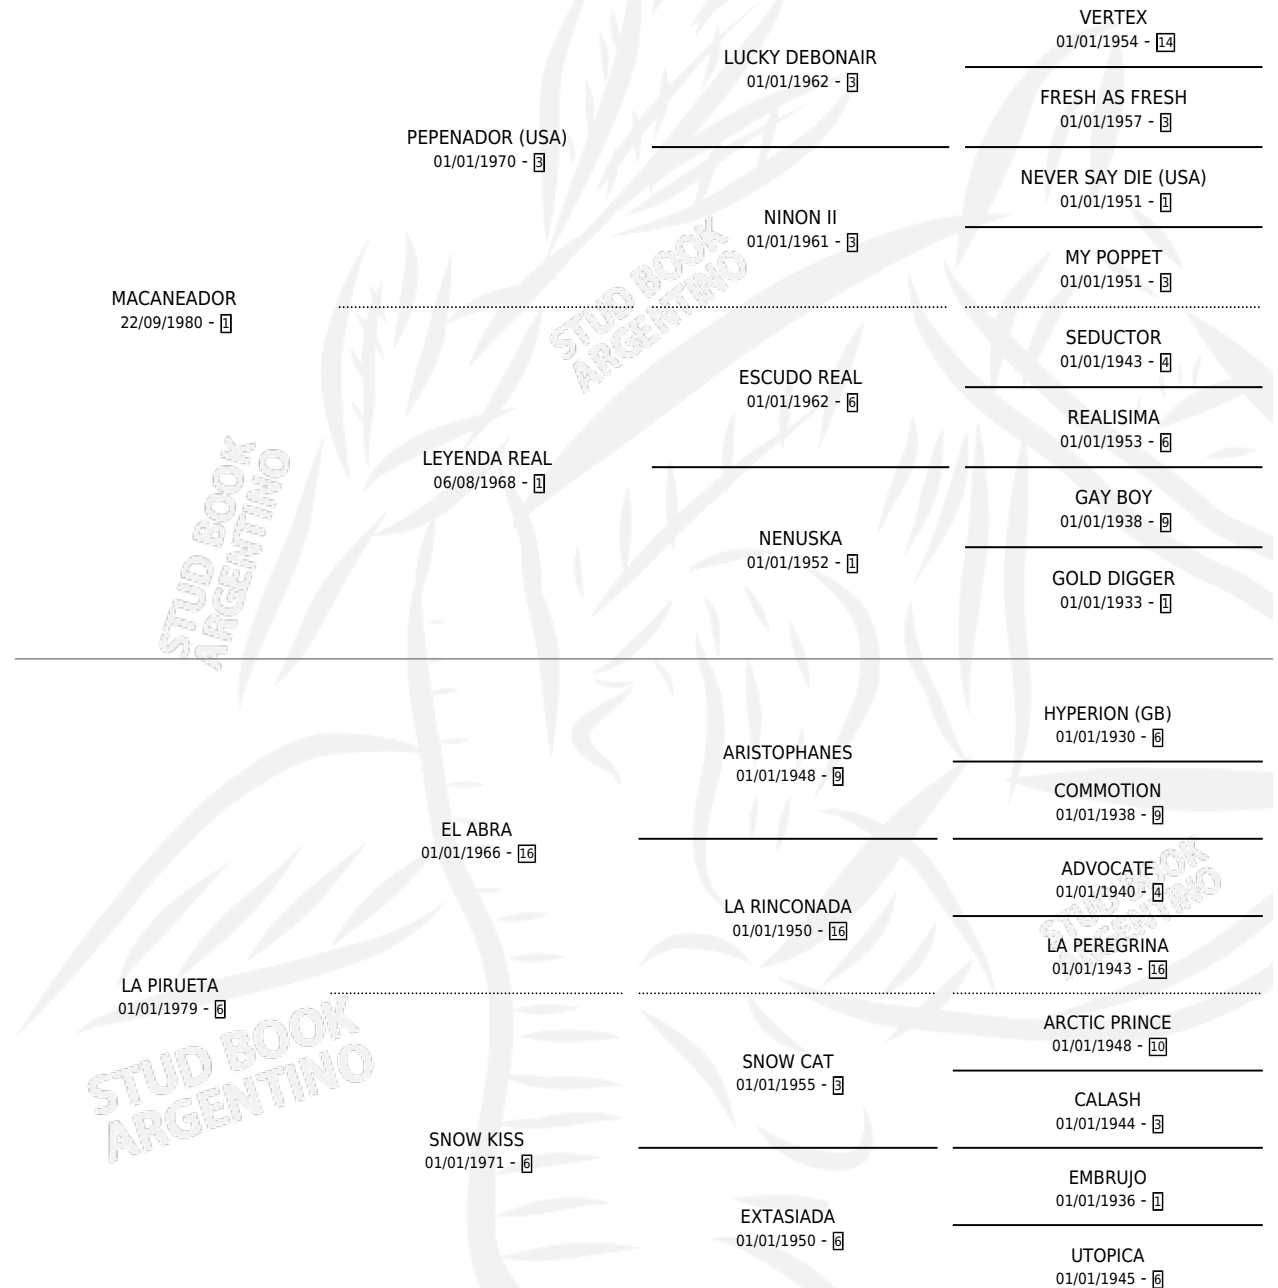 VERTEX
01/01/1954 - 14
LUCKY DEBONAIR
01/01/1962 - 3
FRESH AS FRESH
01/01/1957 - 3
PEPENADOR (USA)
01/01/1970 - 3
NEVER SAY DIE (USA)
01/01/1951 - 1
NINON II
01/01/1961 - 3
MY POPPET
01/01/1951 - 3
MACANEADOR
22/09/1980 - 1
SEDUCTOR
01/01/1943 - 4
ESCUDO REAL
01/01/1962 - 6
REALISIMA
01/01/1953 - 6
LEYENDA REAL
06/08/1968 - 1
GAY BOY
01/01/1938 - 9
NENUSKA
01/01/1952 - 1
GOLD DIGGER
01/01/1933 - 1
HYPERION (GB)
01/01/1930 - 6
ARISTOPHANES
01/01/1948 - 9
COMMOTION
01/01/1938 - 9
EL ABRA
01/01/1966 - 16
ADVOCATE
01/01/1940 - 4
LA RINCONADA
01/01/1950 - 16
LA PEREGRINA
01/01/1943 - 16
LA PIRUETA
01/01/1979 - 6
ARCTIC PRINCE
01/01/1948 - 10
SNOW CAT
01/01/1955 - 3
CALASH
01/01/1944 - 3
SNOW KISS
01/01/1971 - 6
EMBRUJO
01/01/1936 - 1
EXTASIADA
01/01/1950 - 6
UTOPICA
01/01/1945 - 6
STUD BOOK
ARGENTINO
STUD BOOK
ARGENTINO
STUD BOOK
ARGENTINO
STUD BOOK
ARGENTINO